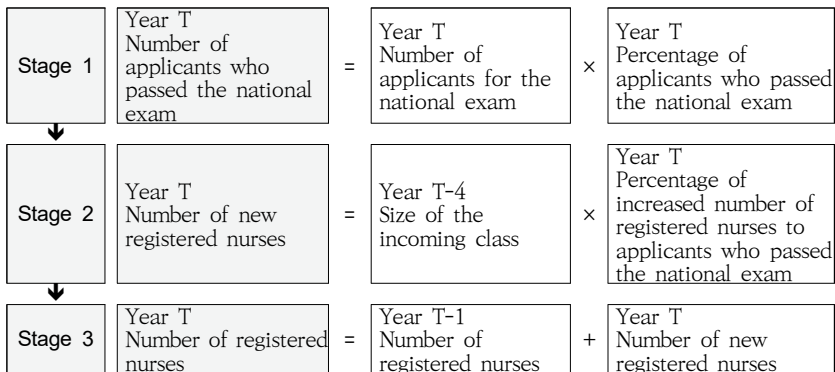 Stage 1
Year T
Number of
applicants who
passed the national
exam
=
Year T
Number of
applicants for the
national exam
×
Year T
Percentage of
applicants who passed
the national exam
Stage 2
Year T
Number of new
registered nurses
=
Year T-4
Size of the
incoming class
×
Year T
Percentage of
increased number of
registered nurses to
applicants who passed
the national exam
Stage 3
Year T
Number of registered
nurses
=
Year T-1
Number of
registered nurses
+
Year T
Number of new
registered nurses